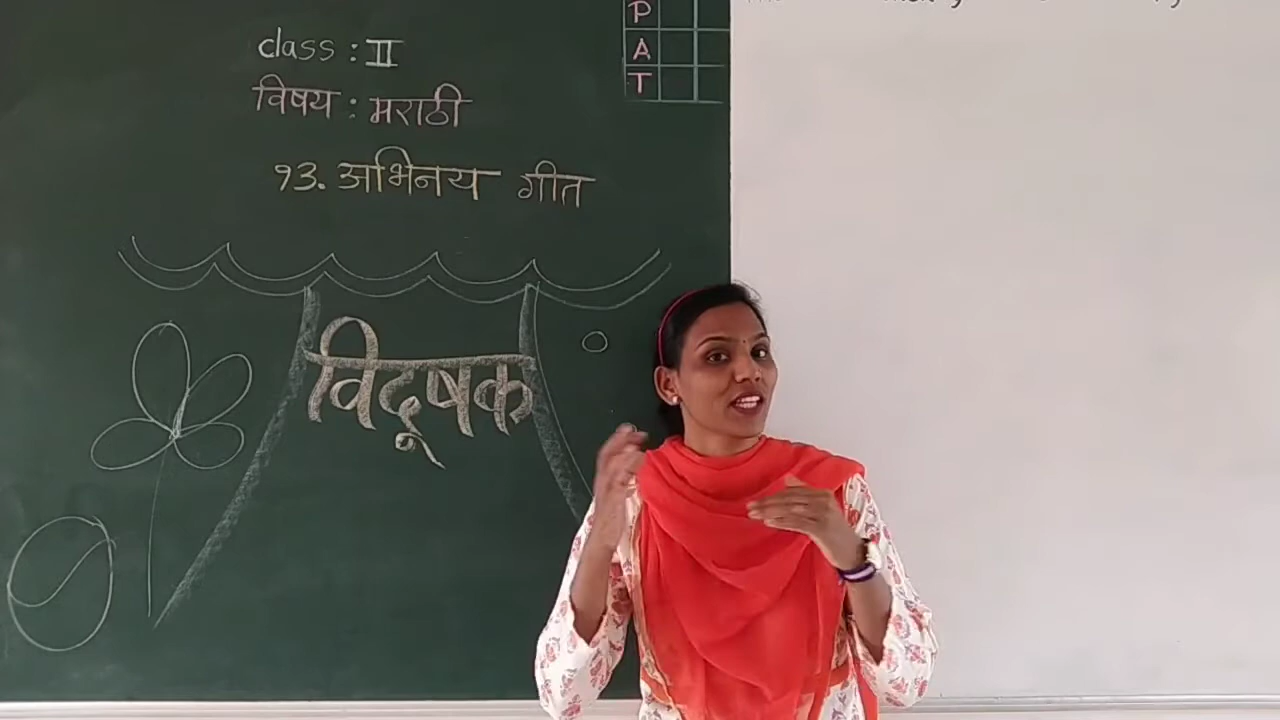 class : II
विषय : मराठी
१३. अभिनय गीत
विदूषक
P
A
T